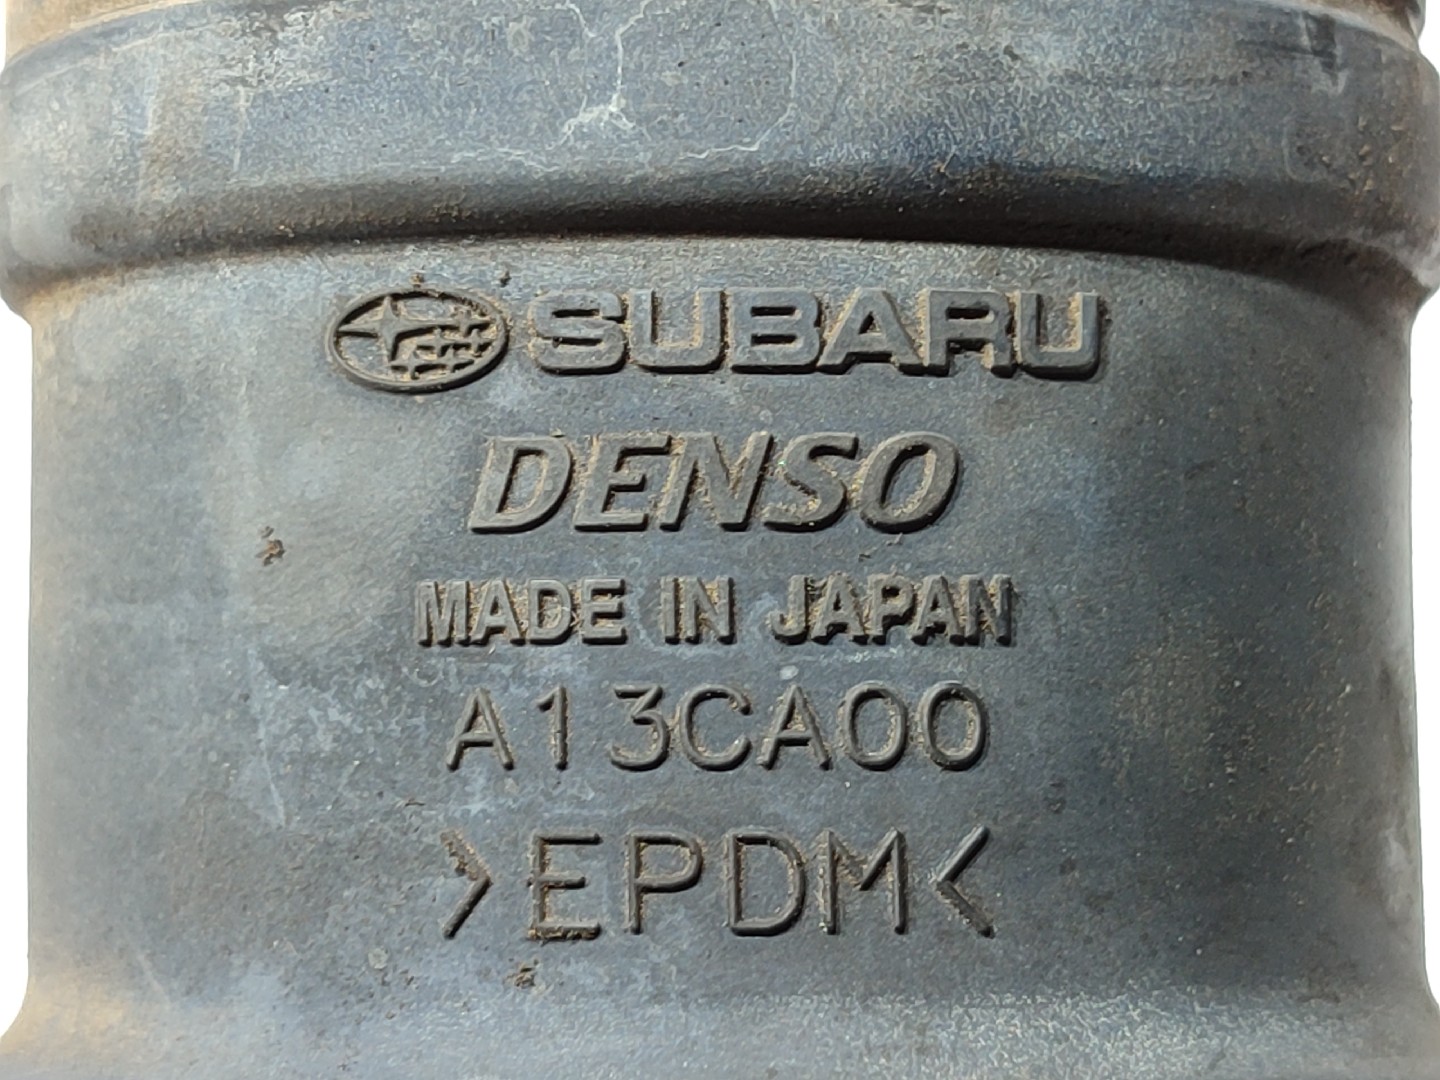 SUBARU
DENSO
MADE IN JAPAN
A13CA00
>EPDM<